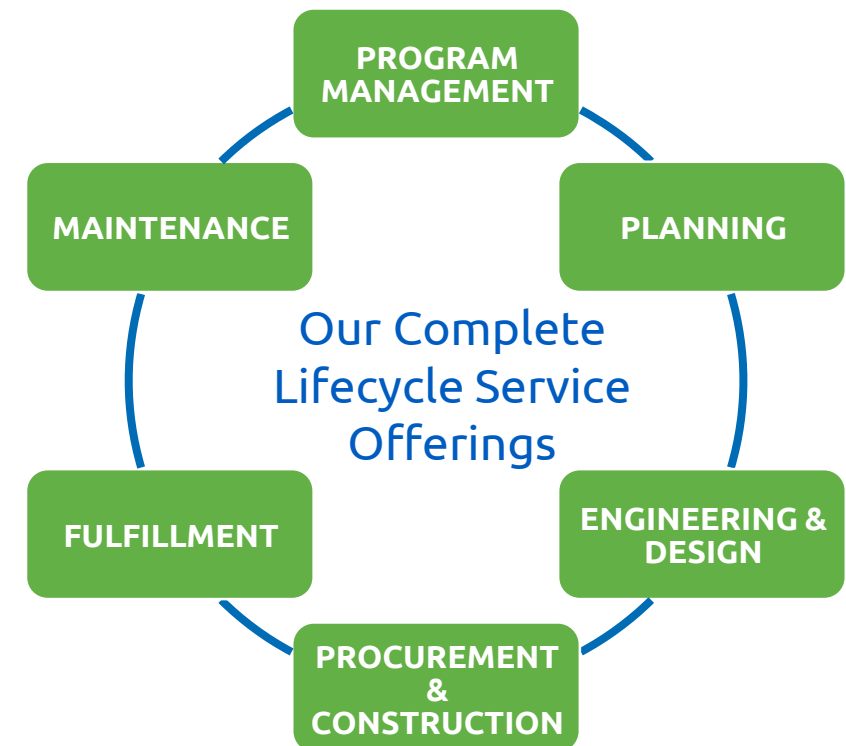 PROGRAM
MANAGEMENT
PLANNING
ENGINEERING &
DESIGN
PROCUREMENT
&
CONSTRUCTION
FULFILLMENT
MAINTENANCE
Our Complete
Lifecycle Service
Offerings